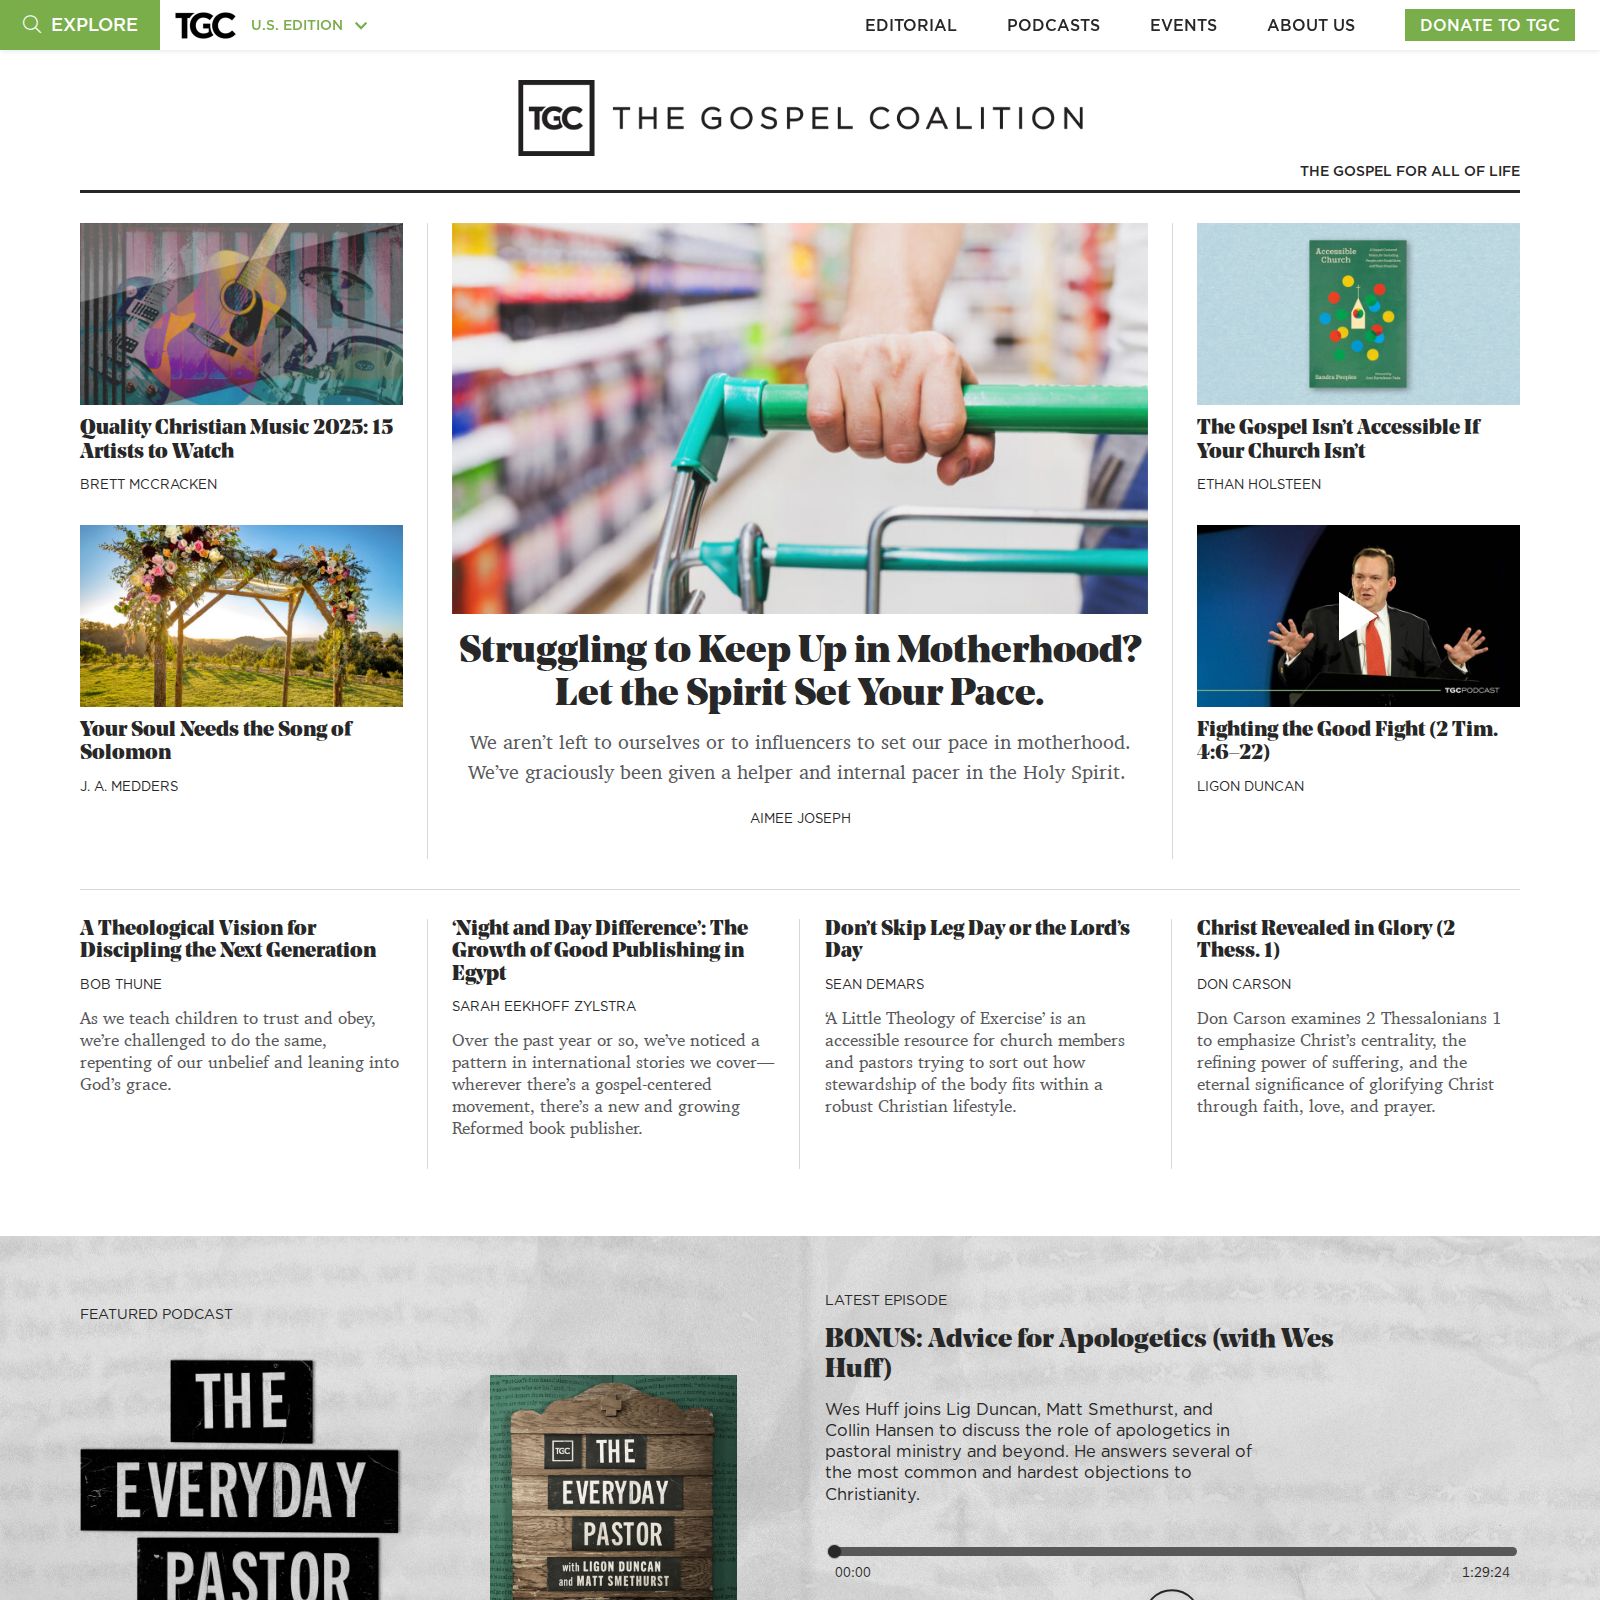 EXPLORE
TGC
U.S. EDITION
EDITORIAL
PODCASTS
EVENTS
ABOUT US
DONATE TO TGC
TGC THE GOSPEL COALITION
THE GOSPEL FOR ALL OF LIFE
Quality Christian Music 2025: 15
Artists to Watch
BRETT MCCRACKEN
Your Soul Needs the Song of
Solomon
J. A. MEDDERS
Struggling to Keep Up in Motherhood?
Let the Spirit Set Your Pace.
We aren’t left to ourselves or to influencers to set our pace in motherhood.
We’ve graciously been given a helper and internal pacer in the Holy Spirit.
AIMEE JOSEPH
Accessible
Church
Sandra Peoples
The Gospel Isn’t Accessible If
Your Church Isn’t
ETHAN HOLSTEEN
TGCPODCAST
Fighting the Good Fight (2 Tim.
4:6–22)
LIGON DUNCAN
A Theological Vision for
Discipling the Next Generation
BOB THUNE
As we teach children to trust and obey,
we’re challenged to do the same,
repenting of our unbelief and leaning into
God’s grace.
‘Night and Day Difference’: The
Growth of Good Publishing in
Egypt
SARAH EEKHOFF ZYLSTRA
Over the past year or so, we’ve noticed a
pattern in international stories we cover—
wherever there’s a gospel-centered
movement, there’s a new and growing
Reformed book publisher.
Don’t Skip Leg Day or the Lord’s
Day
SEAN DEMARS
‘A Little Theology of Exercise’ is an
accessible resource for church members
and pastors trying to sort out how
stewardship of the body fits within a
robust Christian lifestyle.
Christ Revealed in Glory (2
Thess. 1)
DON CARSON
Don Carson examines 2 Thessalonians 1
to emphasize Christ’s centrality, the
refining power of suffering, and the
eternal significance of glorifying Christ
through faith, love, and prayer.
FEATURED PODCAST
THE
EVERYDAY
PASTOR
TGC THE
EVERYDAY
PASTOR
with LIGON DUNCAN
and MATT SMETHURST
LATEST EPISODE
BONUS: Advice for Apologetics (with Wes
Huff)
Wes Huff joins Lig Duncan, Matt Smethurst, and
Collin Hansen to discuss the role of apologetics in
pastoral ministry and beyond. He answers several of
the most common and hardest objections to
Christianity.
00:00
1:29:24